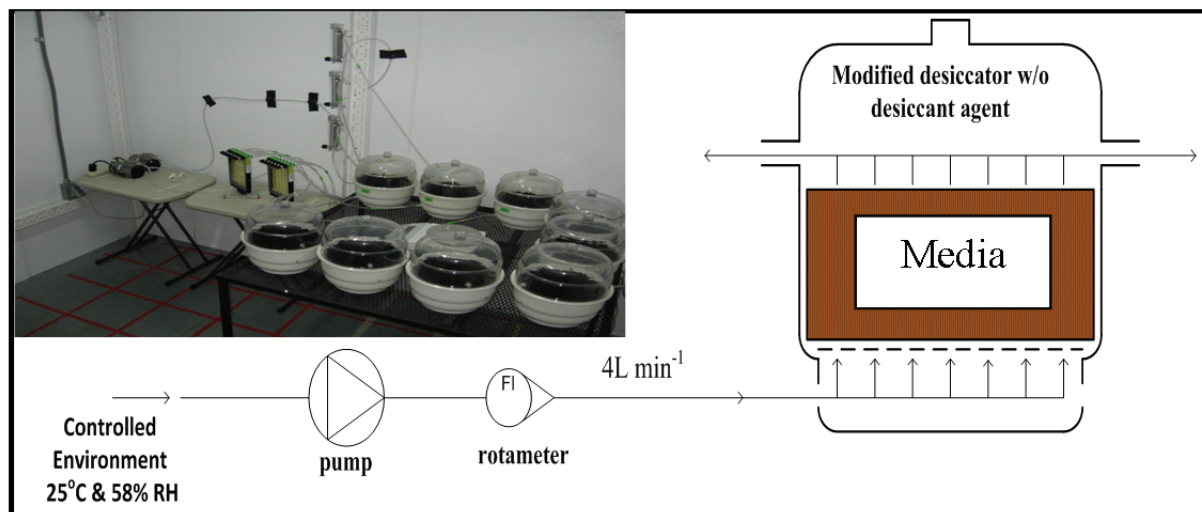 Modified desiccator w/o
desiccant agent
Media
4L min⁻¹
FI
Controlled
Environment
25°C & 58% RH
pump
rotameter